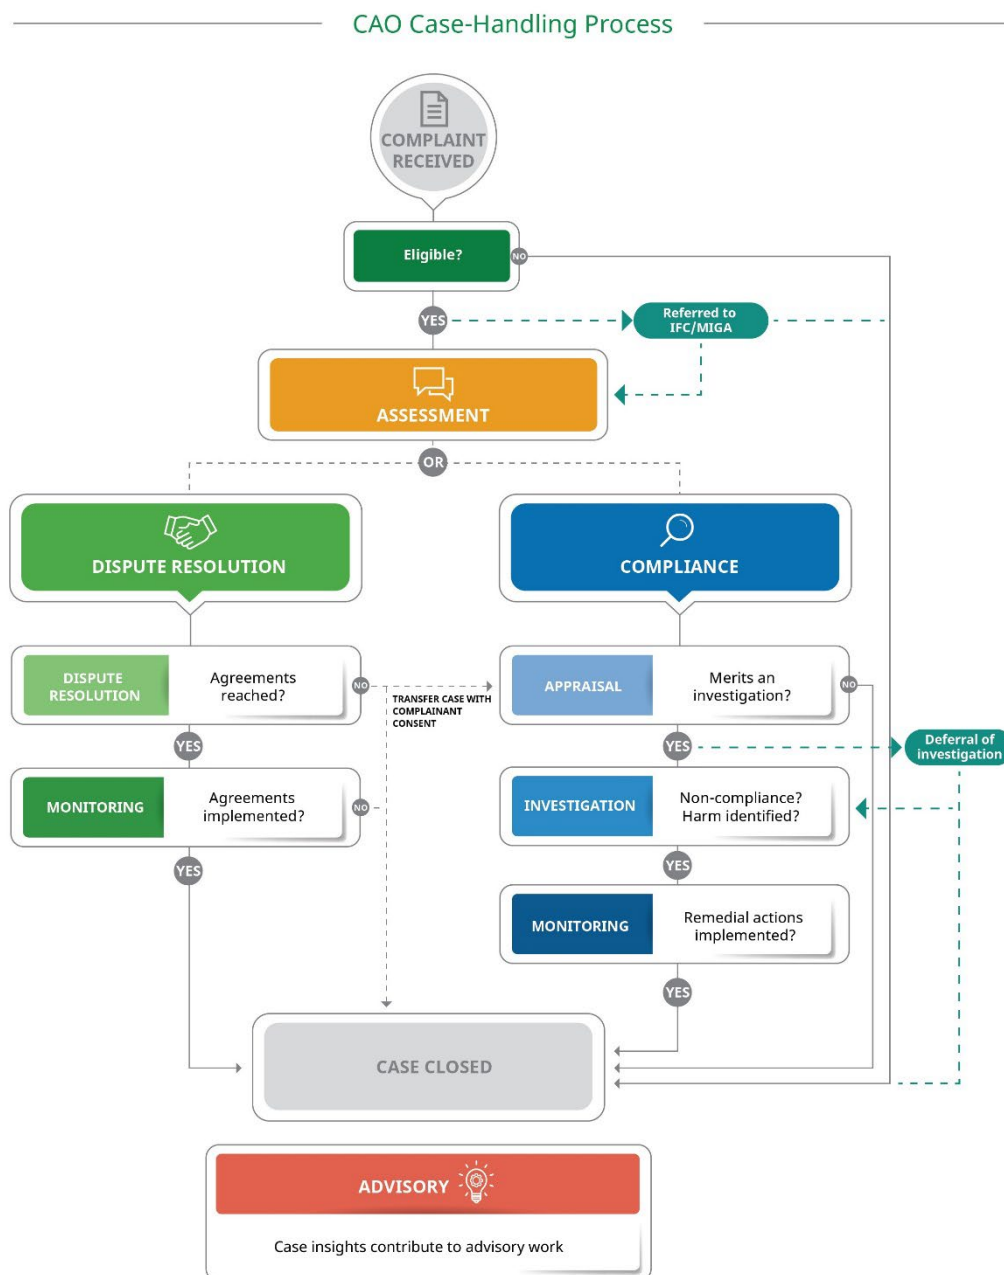 CAO Case-Handling Process
COMPLAINT
RECEIVED
Eligible?
NO
YES
Referred to
IFC/MIGA
ASSESSMENT
OR
DISPUTE RESOLUTION
COMPLIANCE
DISPUTE
RESOLUTION
Agreements
reached?
NO
TRANSFER CASE WITH
COMPLAINANT
CONSENT
APPRAISAL
Merits an
investigation?
NO
YES
YES
Deferral of
investigation
MONITORING
Agreements
implemented?
NO
INVESTIGATION
Non-compliance?
Harm identified?
YES
YES
MONITORING
Remedial actions
implemented?
YES
CASE CLOSED
ADVISORY
Case insights contribute to advisory work